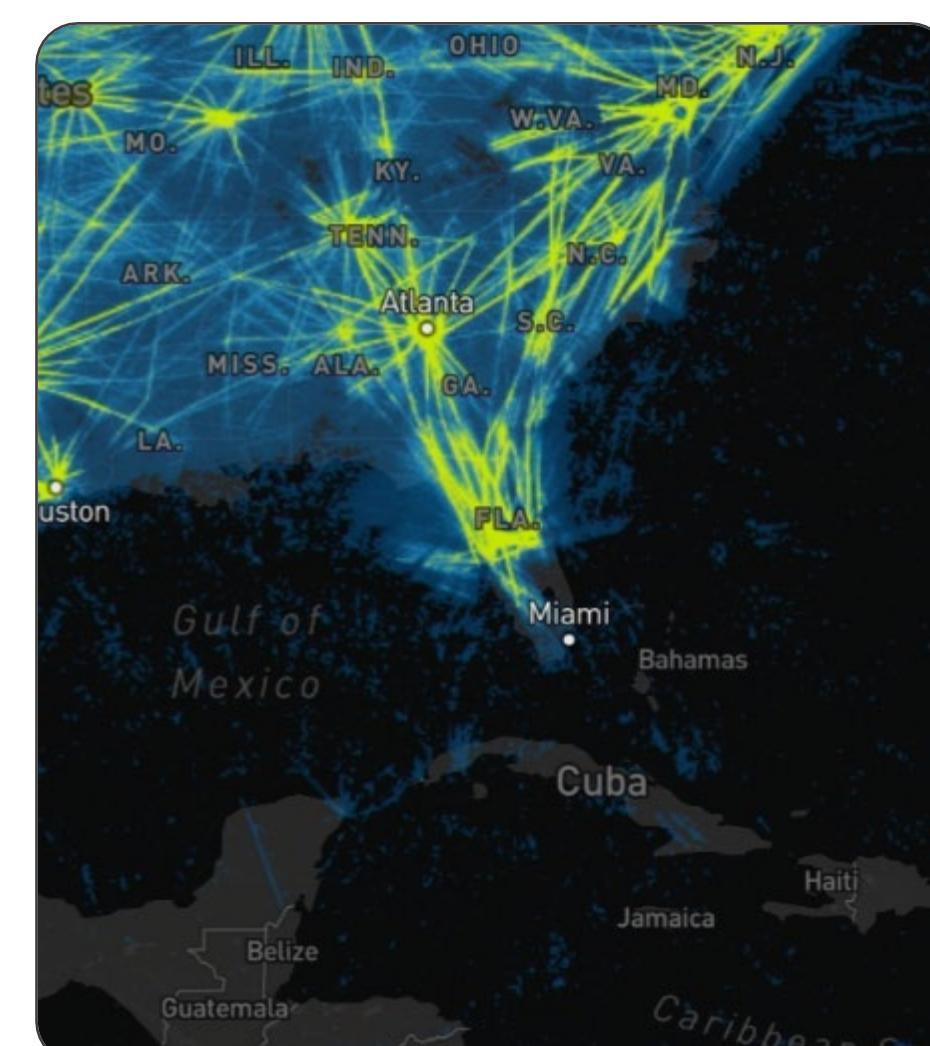 OHIO
ILL.
IND.
N.J.
tes
MD.
MO.
W.VA.
KY.
VA.
TENN.
N.C.
ARK.
Atlanta
S.C.
MISS.
ALA.
GA.
LA.
uston
FLA.
Miami
Gulf of
Mexico
Bahamas
Cuba
Haiti
Jamaica
Belize
Guatemala
Caribbean S